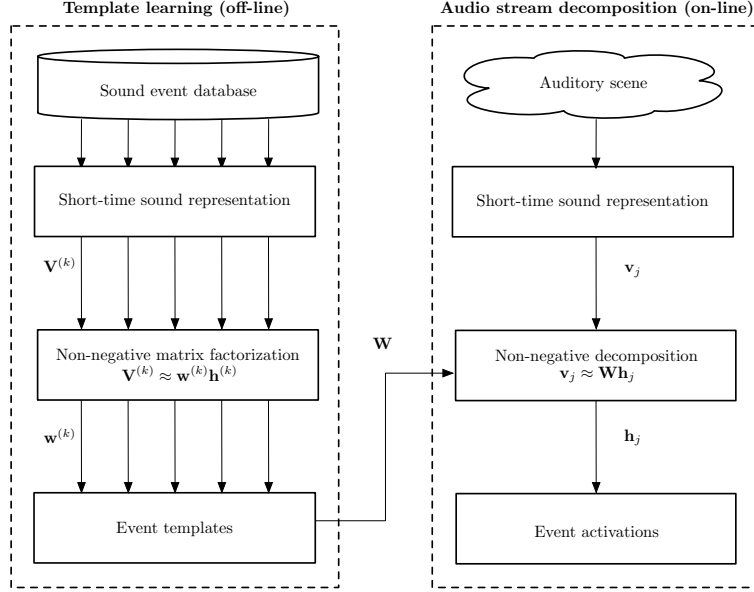 Template learning (off-line)
Sound event database
Short-time sound representation
V^(k)
Non-negative matrix factorization
V^(k) ≈ w^(k)h^(k)
w^(k)
Event templates
W
Audio stream decomposition (on-line)
Auditory scene
Short-time sound representation
v_j
Non-negative decomposition
v_j ≈ Wh_j
h_j
Event activations